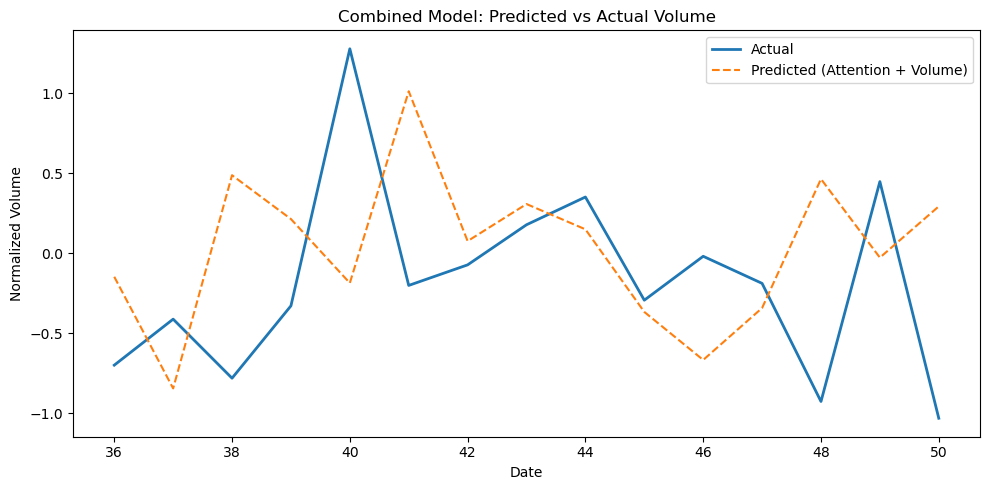 Combined Model: Predicted vs Actual Volume
Actual
Predicted (Attention + Volume)
Normalized Volume
1.0
0.5
0.0
−0.5
−1.0
36 38 40 42 44 46 48 50
Date